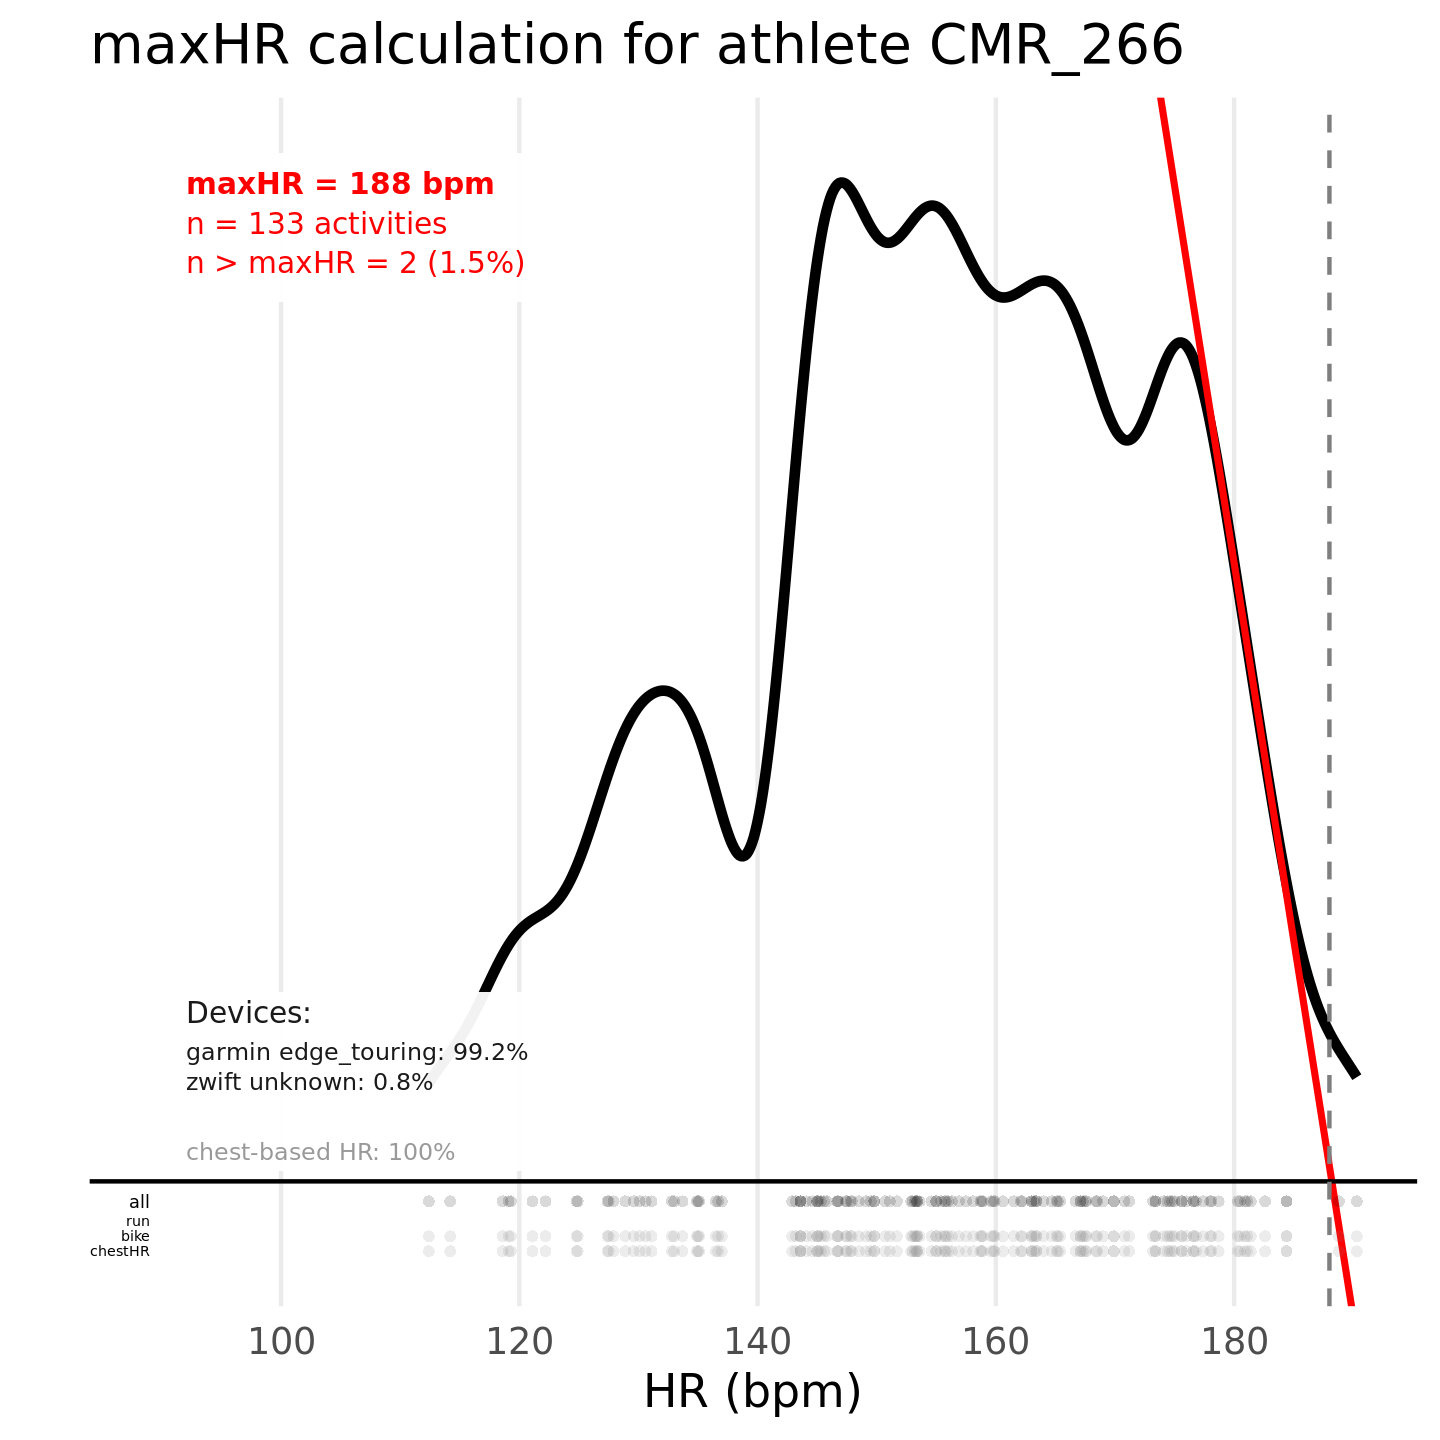 maxHR calculation for athlete CMR_266
maxHR = 188 bpm
n = 133 activities
n > maxHR = 2 (1.5%)
Devices:
garmin edge_touring: 99.2%
zwift unknown: 0.8%
chest-based HR: 100%
all
run
bike
chestHR
100 120 140 160 180
HR (bpm)